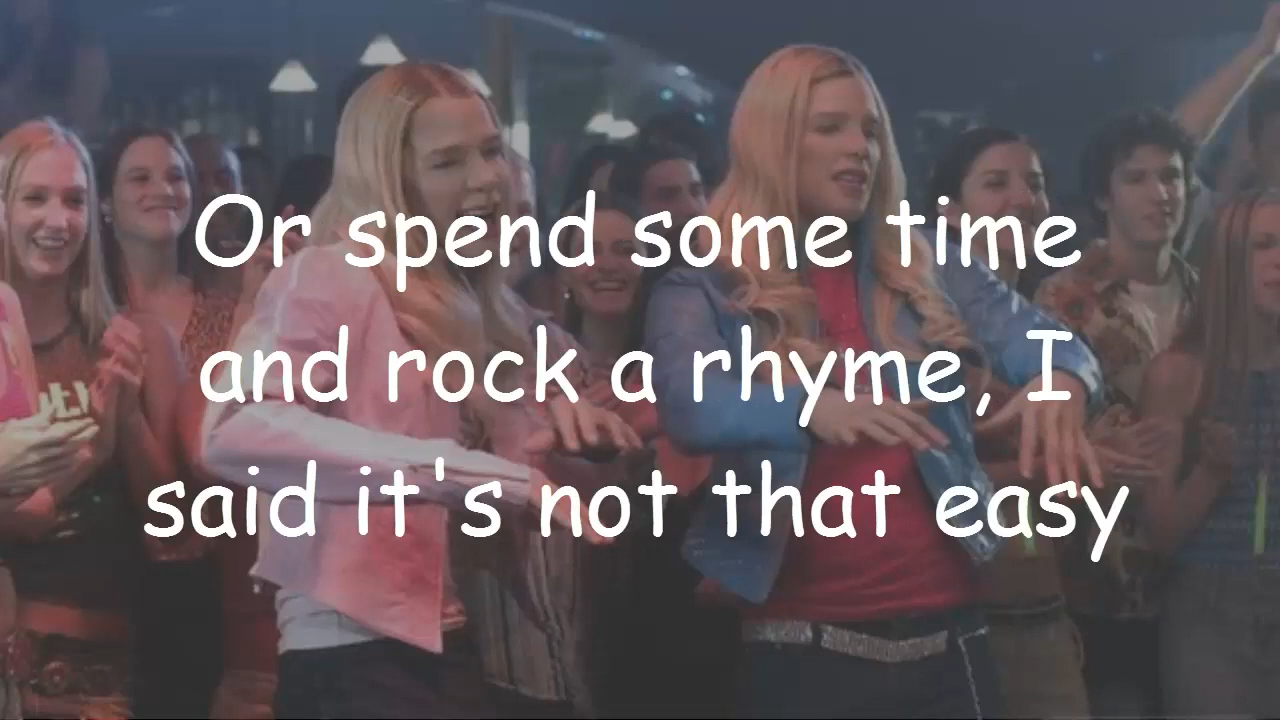 Or spend some time
and rock a rhyme, I
said it's not that easy